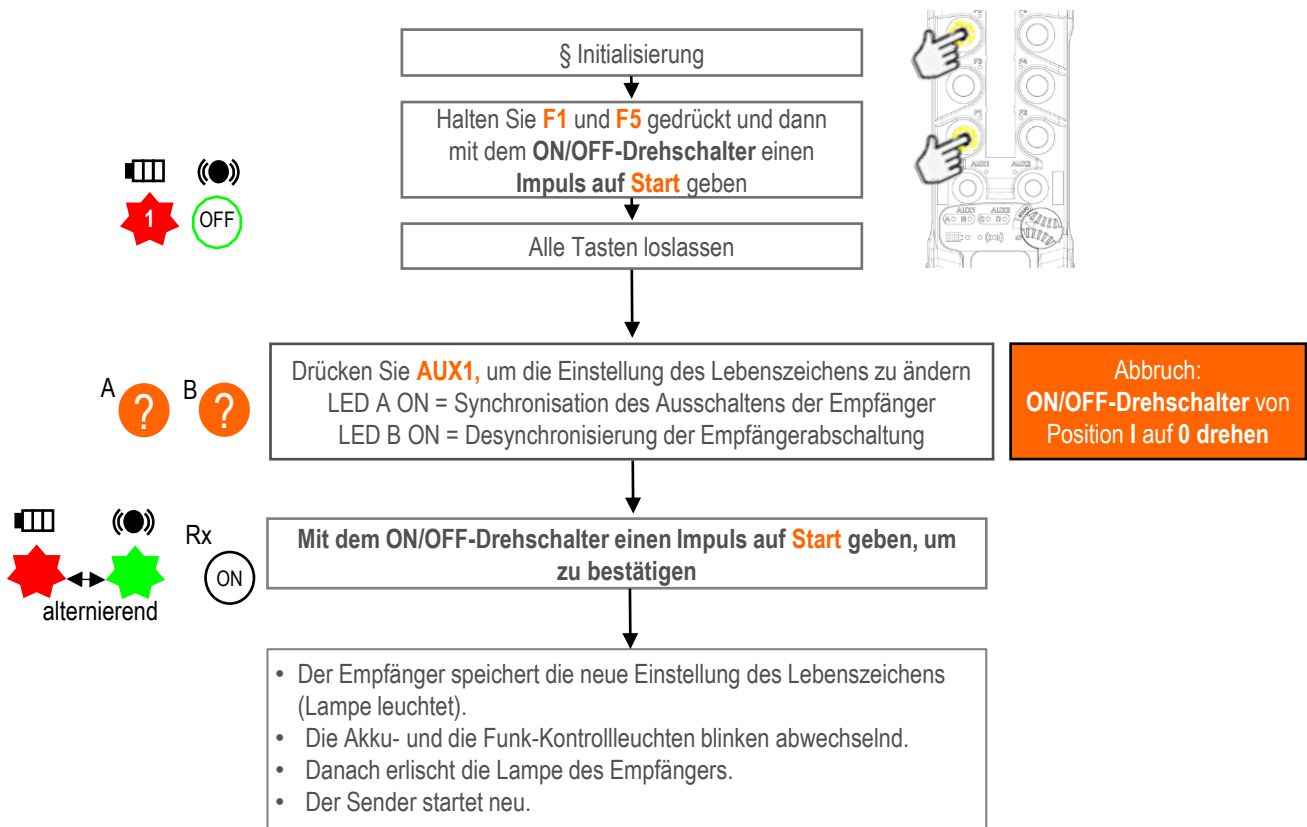 § Initialisierung
Halten Sie F1 und F5 gedrückt und dann
mit dem ON/OFF-Drehschalter einen
Impuls auf Start geben
1
OFF
Alle Tasten loslassen
F3
F4
F1
F2
AUX1
AUX2
AUX1
AUX2
A
B
C
D
START
A
?
B
?
Drücken Sie AUX1, um die Einstellung des Lebenszeichens zu ändern
LED A ON = Synchronisation des Ausschaltens der Empfänger
LED B ON = Desynchronisierung der Empfängerabschaltung
Abbruch:
ON/OFF-Drehschalter von
Position I auf 0 drehen
Rx
ON
alternierend
Mit dem ON/OFF-Drehschalter einen Impuls auf Start geben, um
zu bestätigen
• Der Empfänger speichert die neue Einstellung des Lebenszeichens
(Lampe leuchtet).
• Die Akku- und die Funk-Kontrollleuchten blinken abwechselnd.
• Danach erlischt die Lampe des Empfängers.
• Der Sender startet neu.